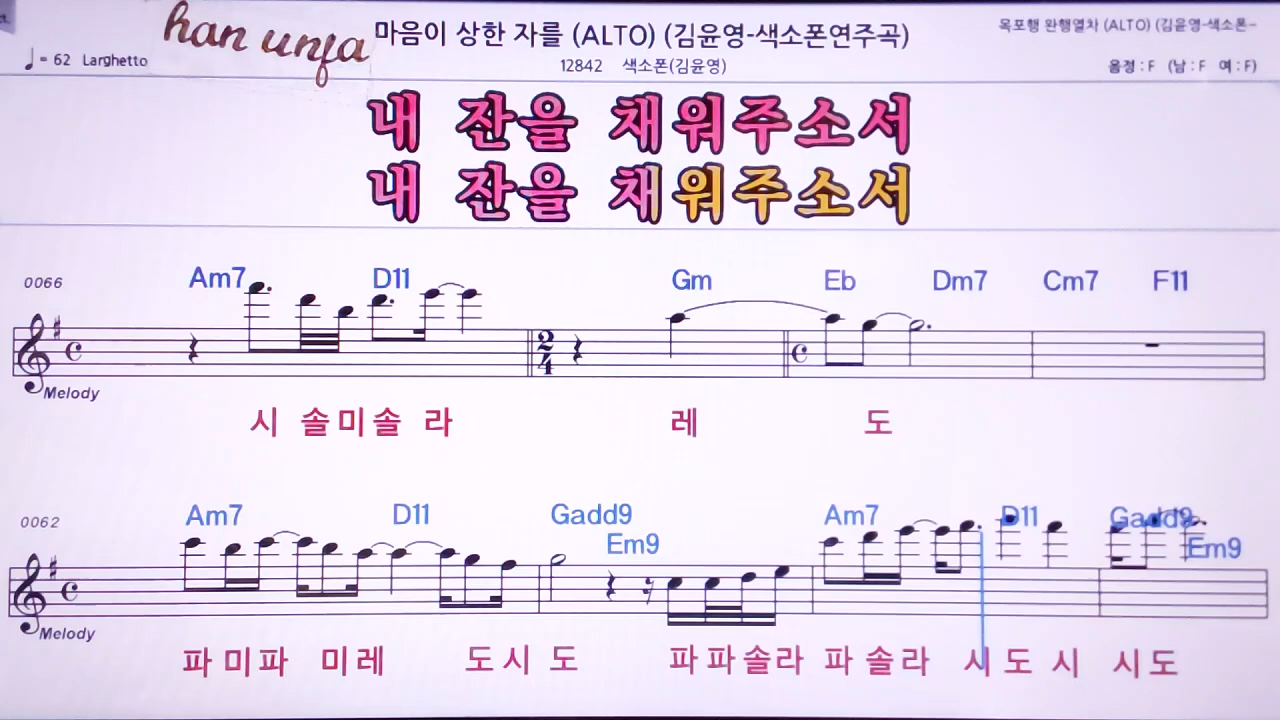 han unja
마음이 상한 자를 (ALTO) (김윤영-색소폰연주곡)
목포행 완행열차 (ALTO) (김윤영-색소폰-
= 62 Larghetto
12842 색소폰(김윤영)
음정 : F (남 : F 여 : F)
내 잔을 채워주소서
내 잔을 채워주소서
0066
Am7 D11 Gm Eb Dm7 Cm7 F11
2
4
Melody
시 솔미솔 라 레 도
0062
Am7 D11 Gadd9 Em9 Am7 D11 Gadd9 Em9
Melody
파미파 미레 도시 도 파파솔라 파솔라 시도시 시도